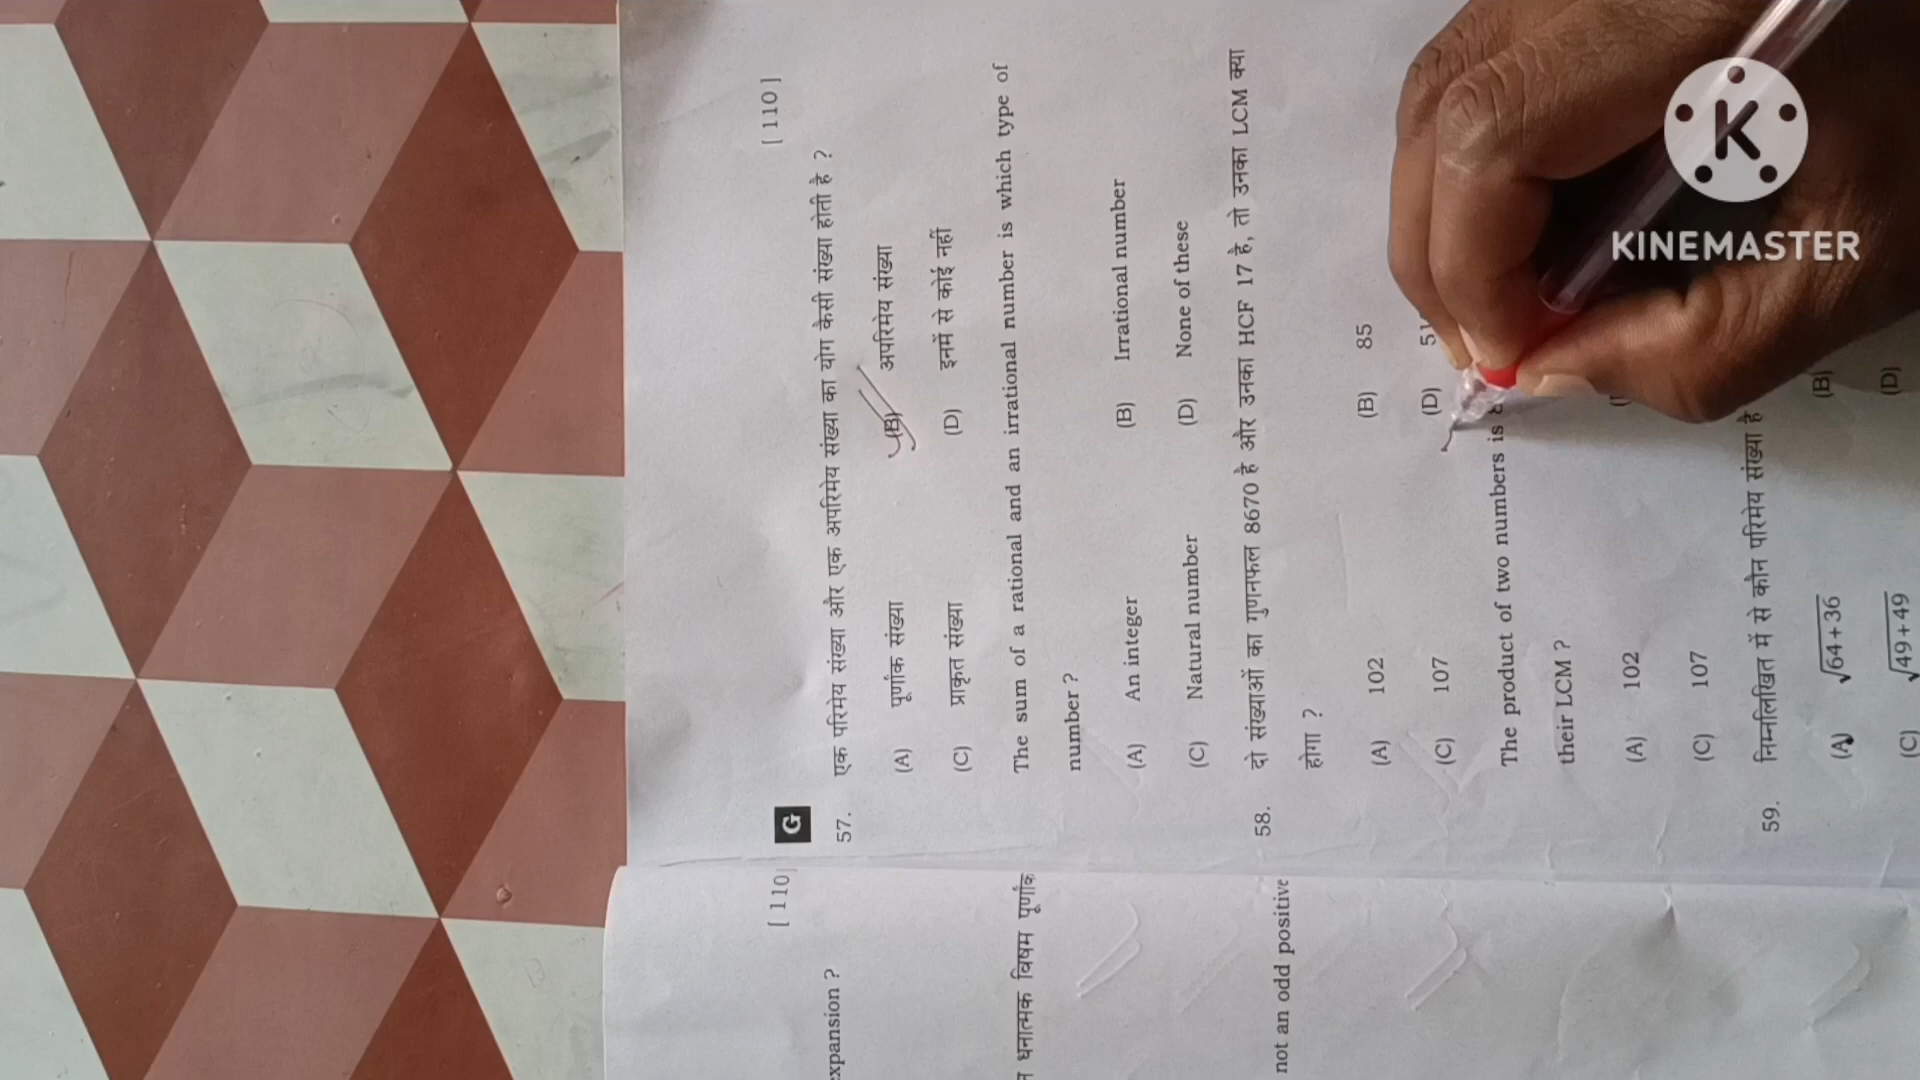 [ 110 ]
G
57. एक परिमेय संख्या और एक अपरिमेय संख्या का योग कैसी संख्या होती है ?
(A) पूर्णांक संख्या (B) अपरिमेय संख्या
(C) प्राकृत संख्या (D) इनमें से कोई नहीं
The sum of a rational and an irrational number is which type of
number ?
(A) An integer (B) Irrational number
(C) Natural number (D) None of these
58. दो संख्याओं का गुणनफल 8670 है और उनका HCF 17 है, तो उनका LCM क्या
होगा ?
(A) 102 (B) 85
(C) 107 (D)
The product of two numbers is
their LCM ?
(A) 102
(C) 107
59. निम्नलिखित में से कौन परिमेय संख्या है
(A) √64+36 (B)
(C) √49+49 (D)
[ 110
expansion ?
धनात्मक विषम पूर्णांक
not an odd positive
K
KINEMASTER